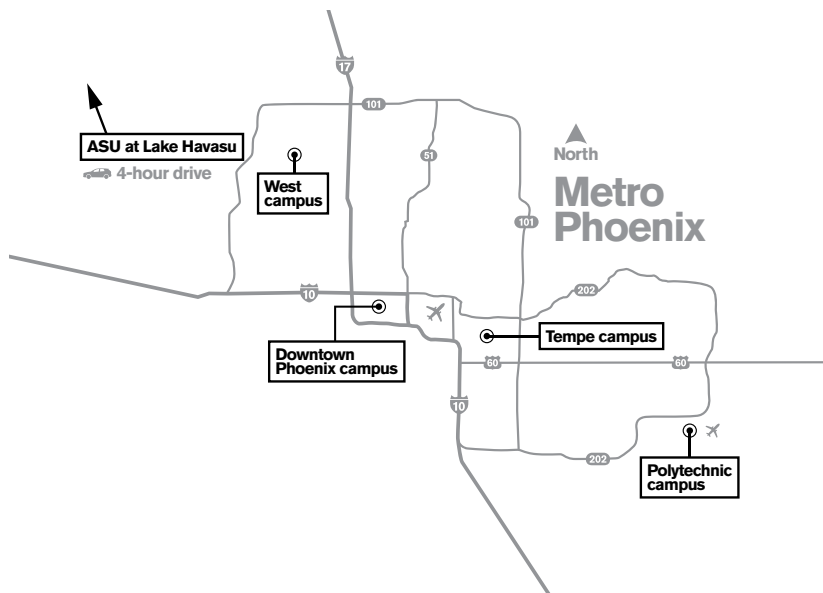 17
101
ASU at Lake Havasu
4-hour drive
51
North
West
campus
Metro
Phoenix
101
10
202
Downtown
Phoenix campus
Tempe campus
60
60
10
202
Polytechnic
campus